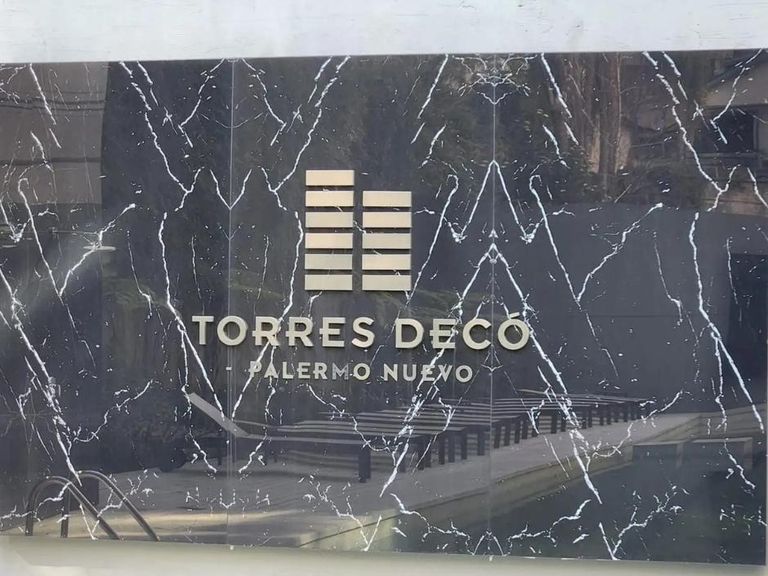 TORRES DECÓ
- PALERMO NUEVO